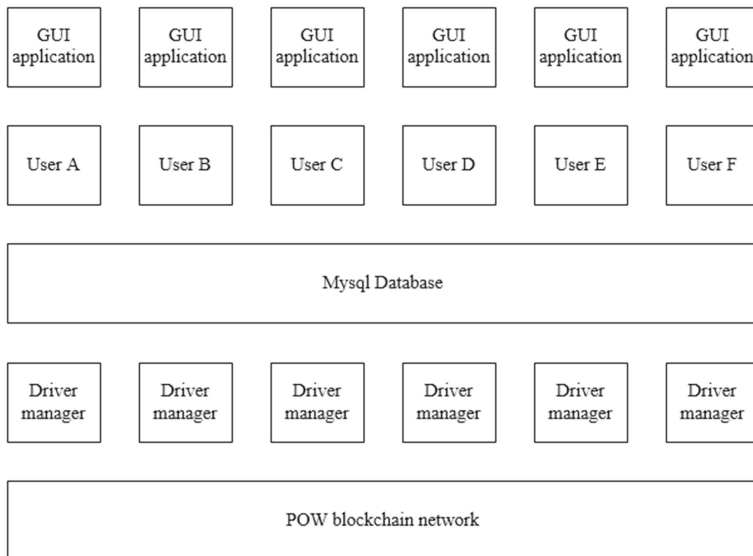 GUI
application
GUI
application
GUI
application
GUI
application
GUI
application
GUI
application
User A
User B
User C
User D
User E
User F
Mysql Database
Driver
manager
Driver
manager
Driver
manager
Driver
manager
Driver
manager
Driver
manager
POW blockchain network